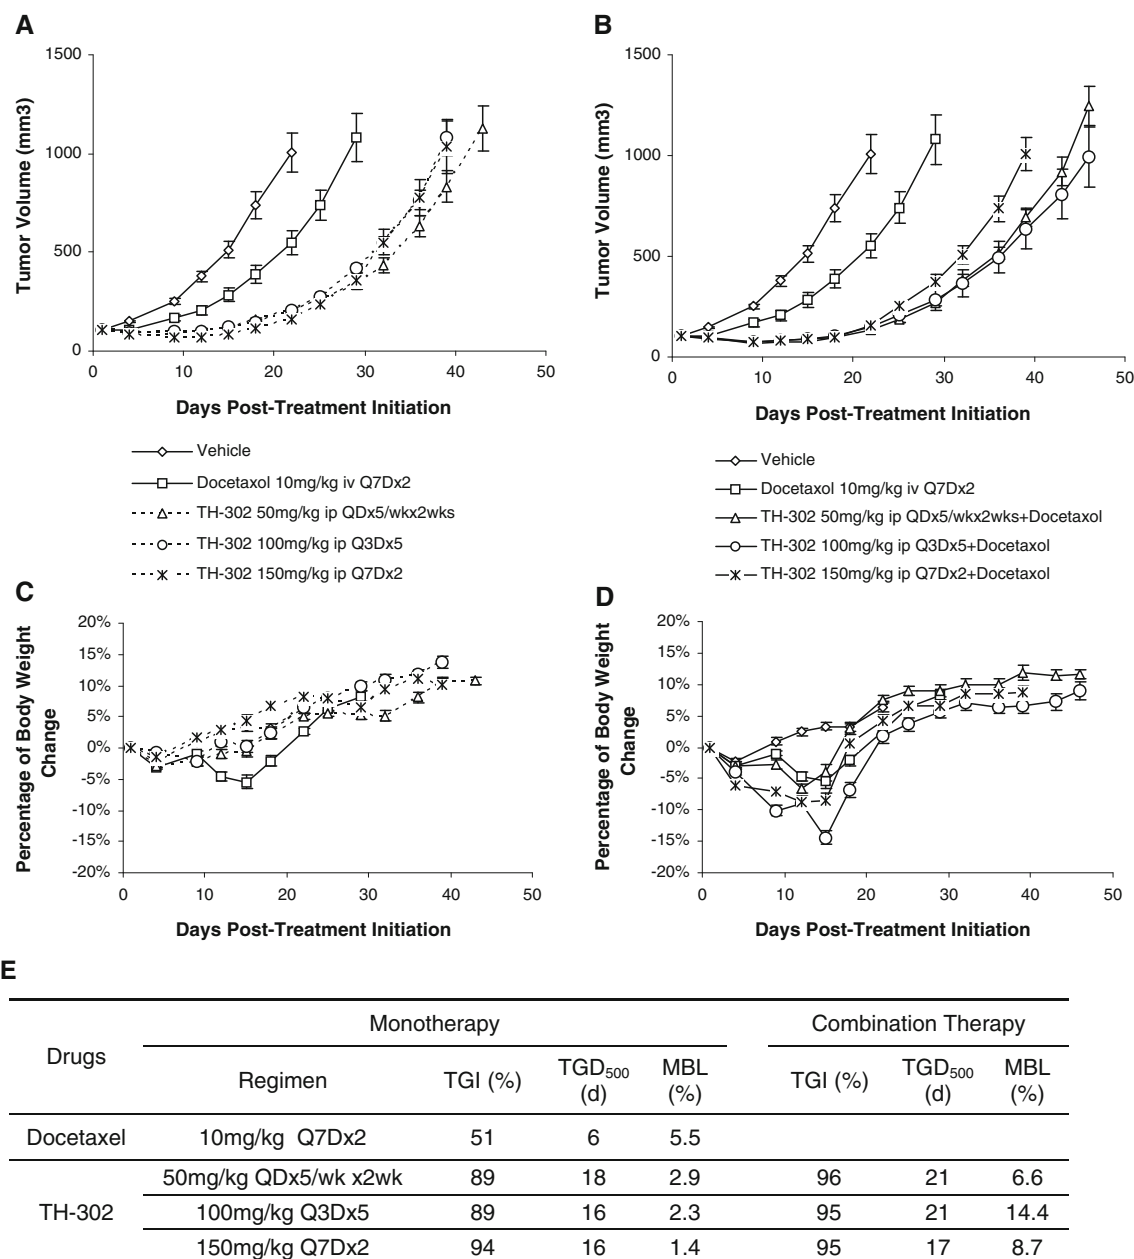 A
1500
1000
500
0
Tumor Volume (mm3)
0 10 20 30 40 50
Days Post-Treatment Initiation
Vehicle
Docetaxol 10mg/kg iv Q7Dx2
TH-302 50mg/kg ip QDx5/wkx2wks
TH-302 100mg/kg ip Q3Dx5
TH-302 150mg/kg ip Q7Dx2
B
1500
1000
500
0
Tumor Volume (mm3)
0 10 20 30 40 50
Days Post-Treatment Initiation
Vehicle
Docetaxol 10mg/kg iv Q7Dx2
TH-302 50mg/kg ip QDx5/wkx2wks+Docetaxol
TH-302 100mg/kg ip Q3Dx5+Docetaxol
TH-302 150mg/kg ip Q7Dx2+Docetaxol
C
20%
15%
10%
5%
0%
-5%
-10%
-15%
-20%
Percentage of Body Weight
Change
0 10 20 30 40 50
Days Post-Treatment Initiation
D
20%
15%
10%
5%
0%
-5%
-10%
-15%
-20%
Percentage of Body Weight
Change
0 10 20 30 40 50
Days Post-Treatment Initiation
E
Drugs Monotherapy Combination Therapy
Regimen TGI (%) TGD500 (d) MBL (%) TGI (%) TGD500 (d) MBL (%)
Docetaxel 10mg/kg Q7Dx2 51 6 5.5
TH-302 50mg/kg QDx5/wk x2wk 89 18 2.9 96 21 6.6
100mg/kg Q3Dx5 89 16 2.3 95 21 14.4
150mg/kg Q7Dx2 94 16 1.4 95 17 8.7